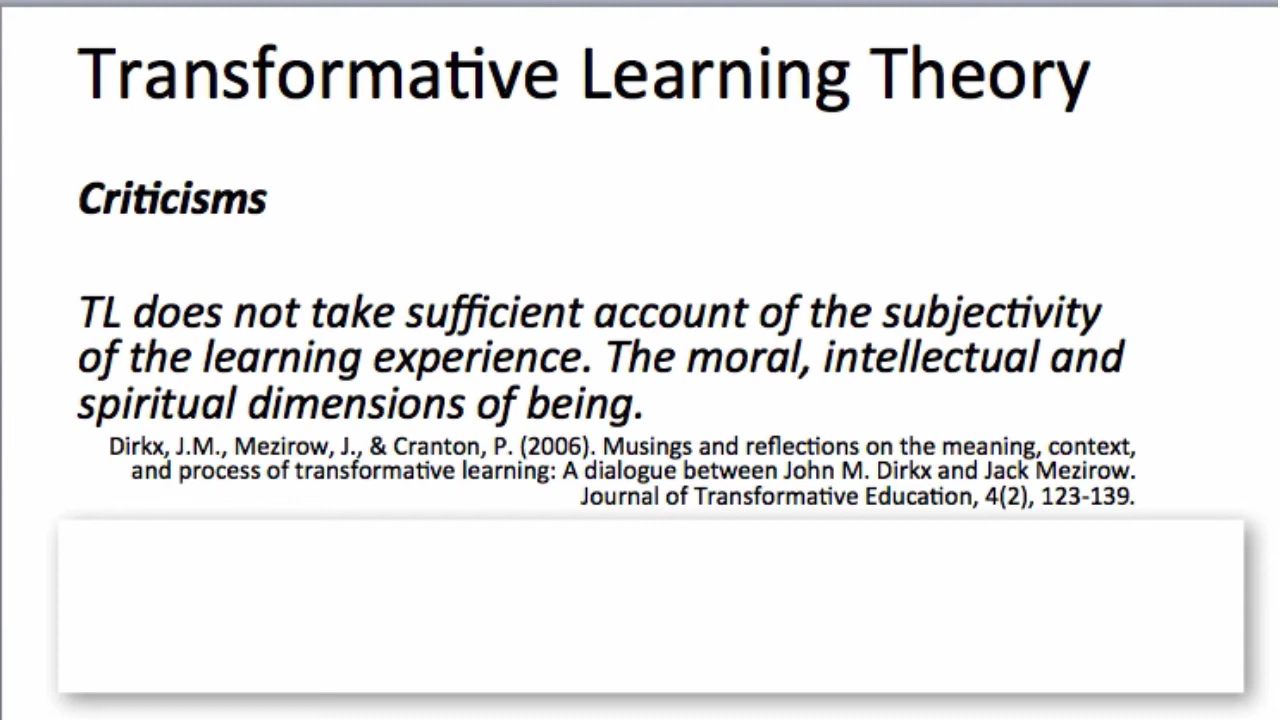 Transformative Learning Theory
Criticisms
TL does not take sufficient account of the subjectivity
of the learning experience. The moral, intellectual and
spiritual dimensions of being.
Dirkx, J.M., Mezirow, J., & Cranton, P. (2006). Musings and reflections on the meaning, context,
and process of transformative learning: A dialogue between John M. Dirkx and Jack Mezirow.
Journal of Transformative Education, 4(2), 123-139.